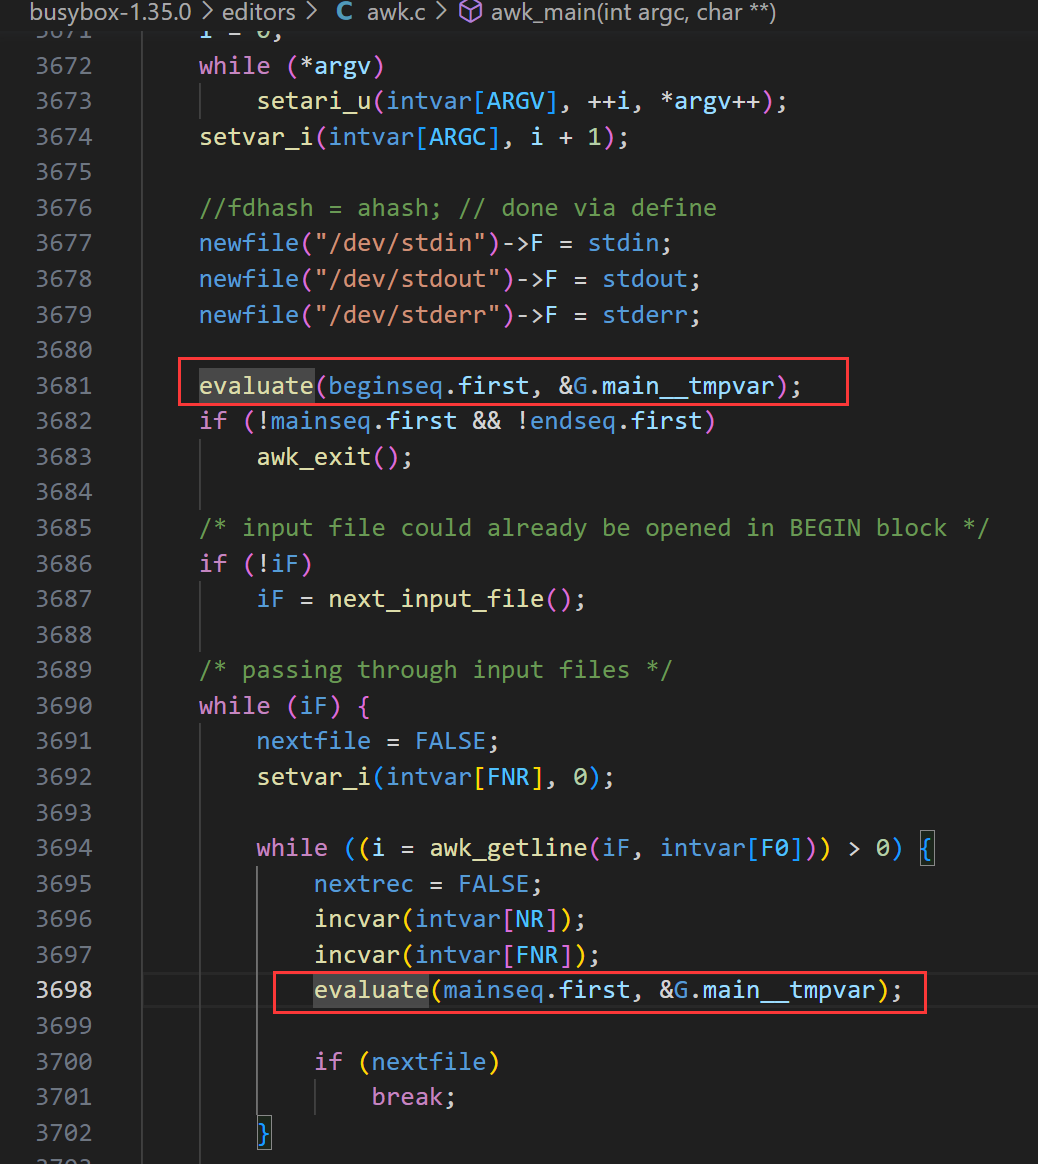 busybox-1.35.0 > editors > C awk.c > awk_main(int argc, char **)
3671 i = 0;
3672 while (*argv)
3673 setari_u(intvar[ARGV], ++i, *argv++);
3674 setvar_i(intvar[ARGC], i + 1);
3675
3676 //fdhash = ahash; // done via define
3677 newfile("/dev/stdin")->F = stdin;
3678 newfile("/dev/stdout")->F = stdout;
3679 newfile("/dev/stderr")->F = stderr;
3680
3681 evaluate(beginseq.first, &G.main__tmpvar);
3682 if (!mainseq.first && !endseq.first)
3683 awk_exit();
3684
3685 /* input file could already be opened in BEGIN block */
3686 if (!iF)
3687 iF = next_input_file();
3688
3689 /* passing through input files */
3690 while (iF) {
3691 nextfile = FALSE;
3692 setvar_i(intvar[FNR], 0);
3693
3694 while ((i = awk_getline(iF, intvar[F0])) > 0) {
3695 nextrec = FALSE;
3696 incvar(intvar[NR]);
3697 incvar(intvar[FNR]);
3698 evaluate(mainseq.first, &G.main__tmpvar);
3699
3700 if (nextfile)
3701 break;
3702 }